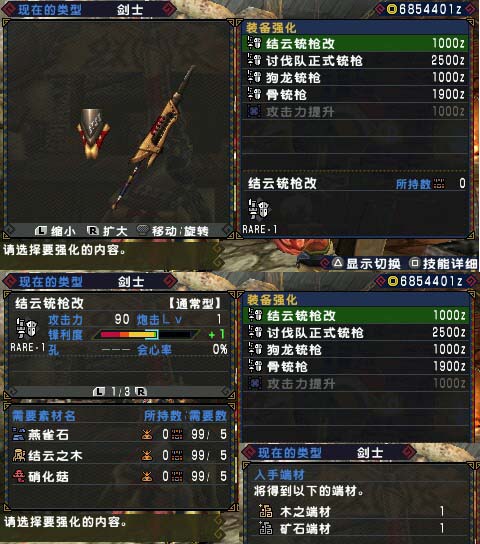 现在的类型 剑士
6854401z
装备强化
结云铳枪改 1000z
讨伐队正式铳枪 2500z
狗龙铳枪 1000z
骨铳枪 1900z
攻击力提升 1000z
结云铳枪改 所持数 0
RARE-1
L 缩小 R 扩大 移动/旋转
请选择要强化的内容。
△显示切换 □技能详细
现在的类型 剑士
6854401z
结云铳枪改 【通常型】
攻击力 90 炮击Lv 1
锋利度 +1
RARE-1
孔 --- 会心率 0%
L 1/3 R
装备强化
结云铳枪改 1000z
讨伐队正式铳枪 2500z
狗龙铳枪 1000z
骨铳枪 1900z
攻击力提升 1000z
需要素材名 所持数 需要数
燕雀石 0 99/ 5
结云之木 0 99/ 5
硝化菇 0 99/ 5
请选择要强化的内容。
现在的类型 剑士
入手端材
将得到以下的端材。
木之端材 1
矿石端材 1